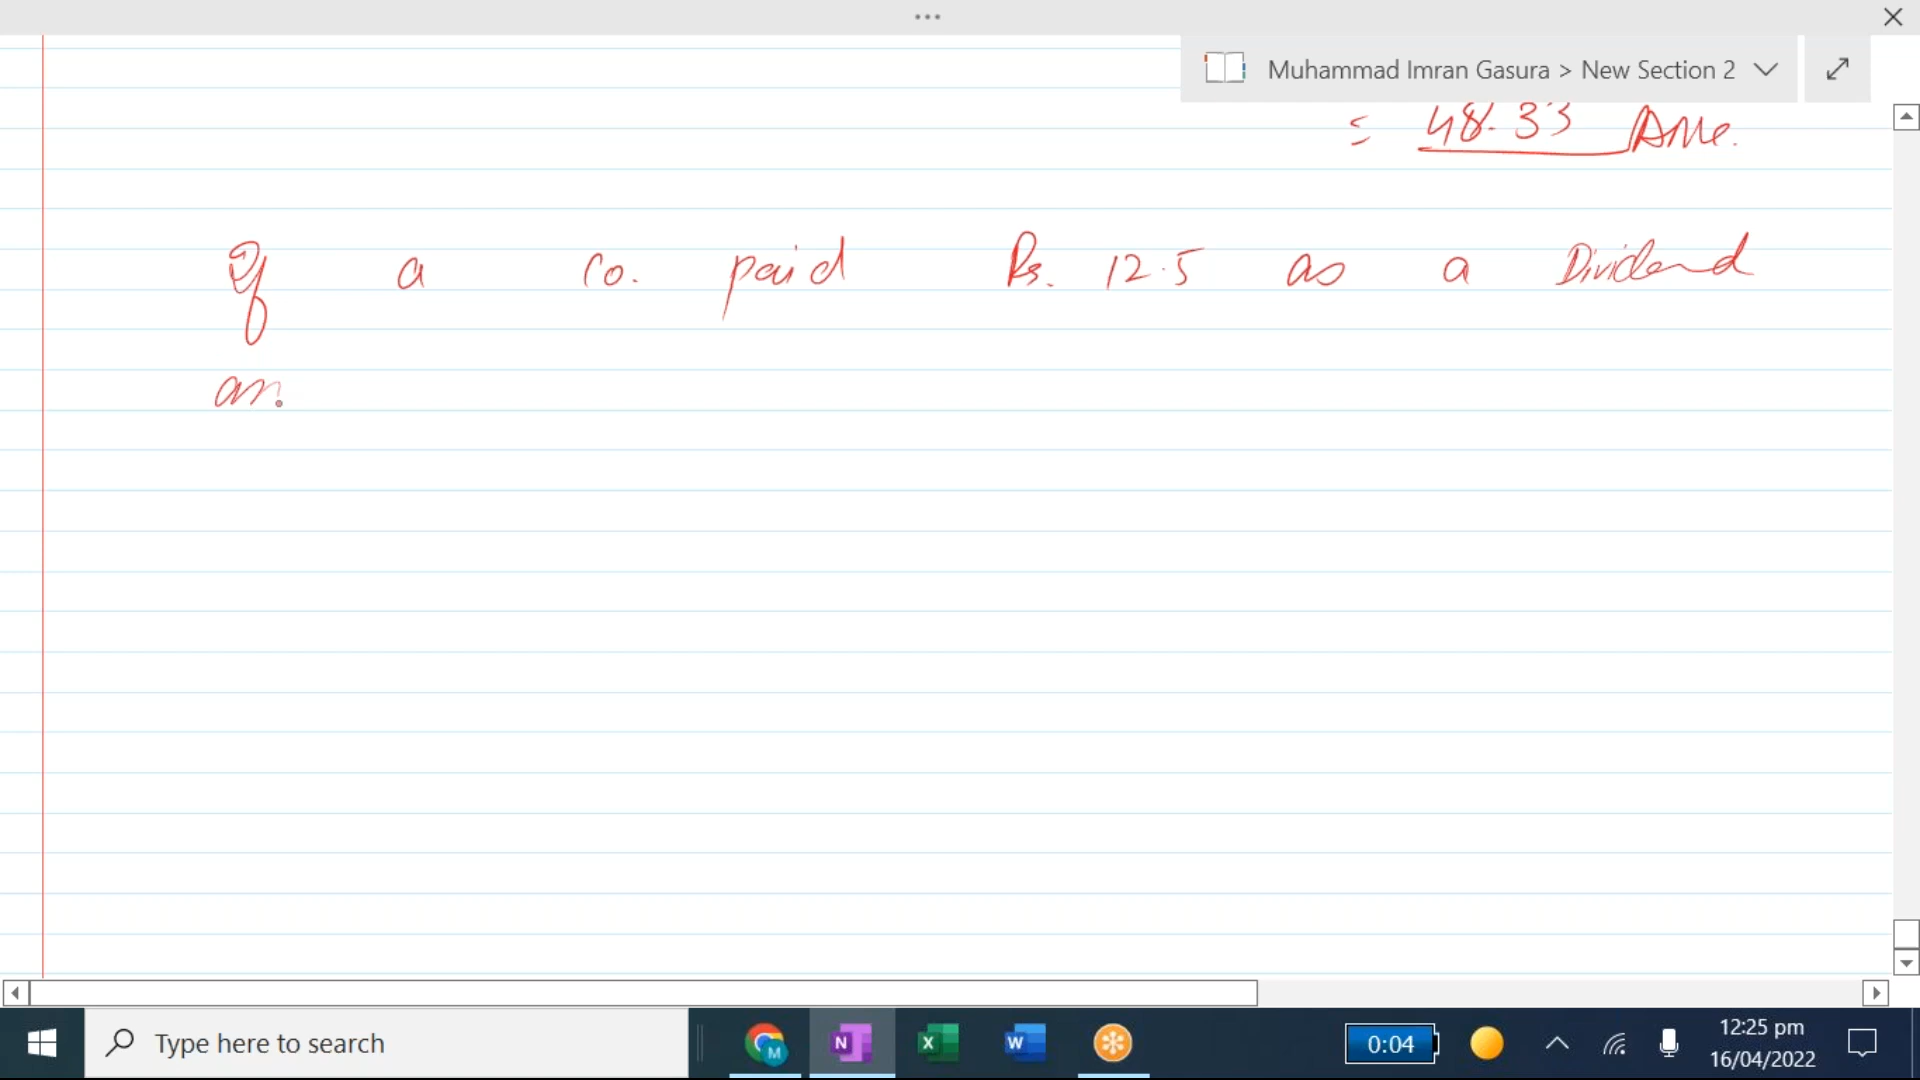 Muhammad Imran Gasura > New Section 2
= 48.33 Ans.
If a Co. paid Rs. 12.5 as a Dividend
an
Type here to search
0:04
12:25 pm
16/04/2022